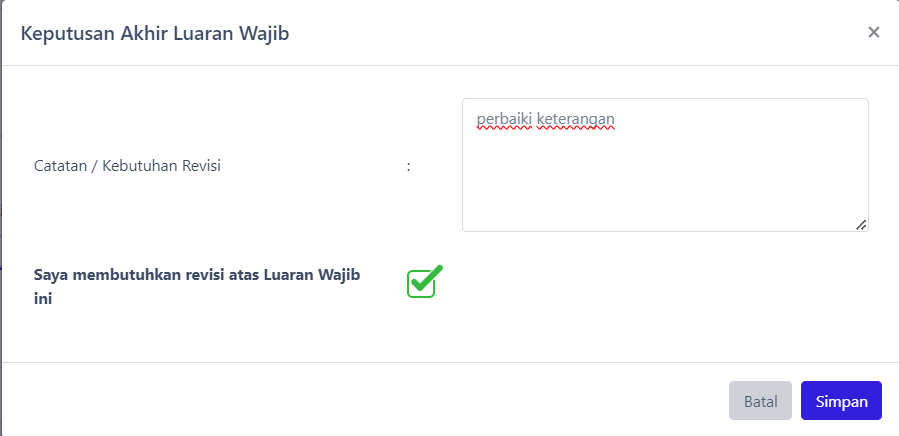 Keputusan Akhir Luaran Wajib
×
perbaiki keterangan
Catatan / Kebutuhan Revisi :
Saya membutuhkan revisi atas Luaran Wajib
ini
Batal Simpan